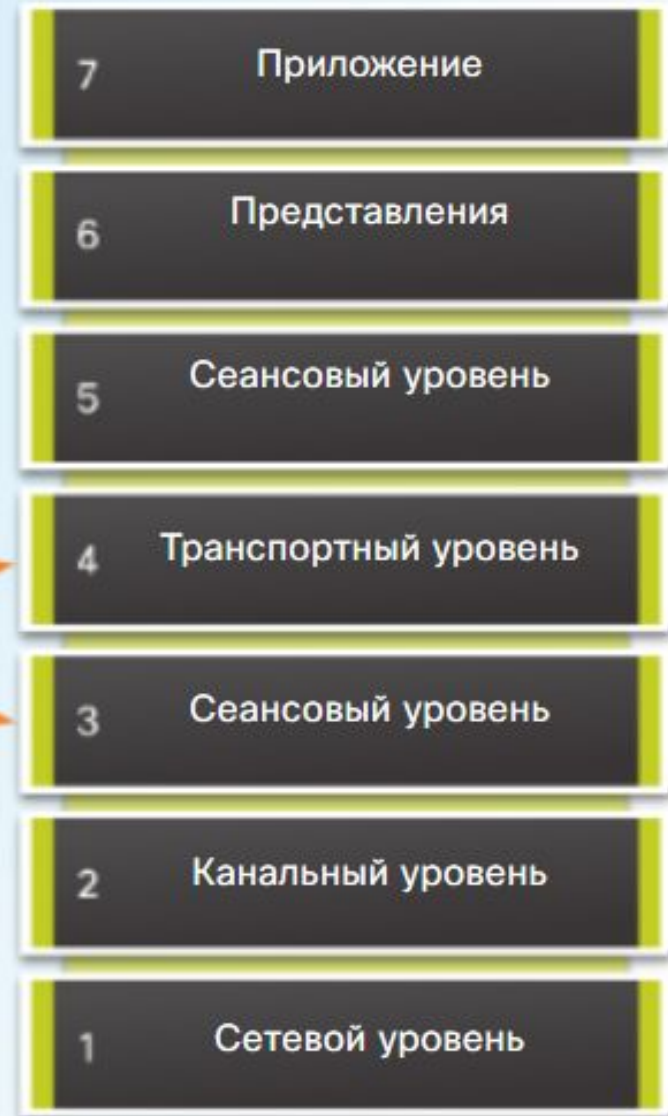 7 Приложение
6 Представления
5 Сеансовый уровень
4 Транспортный уровень
3 Сеансовый уровень
2 Канальный уровень
1 Сетевой уровень